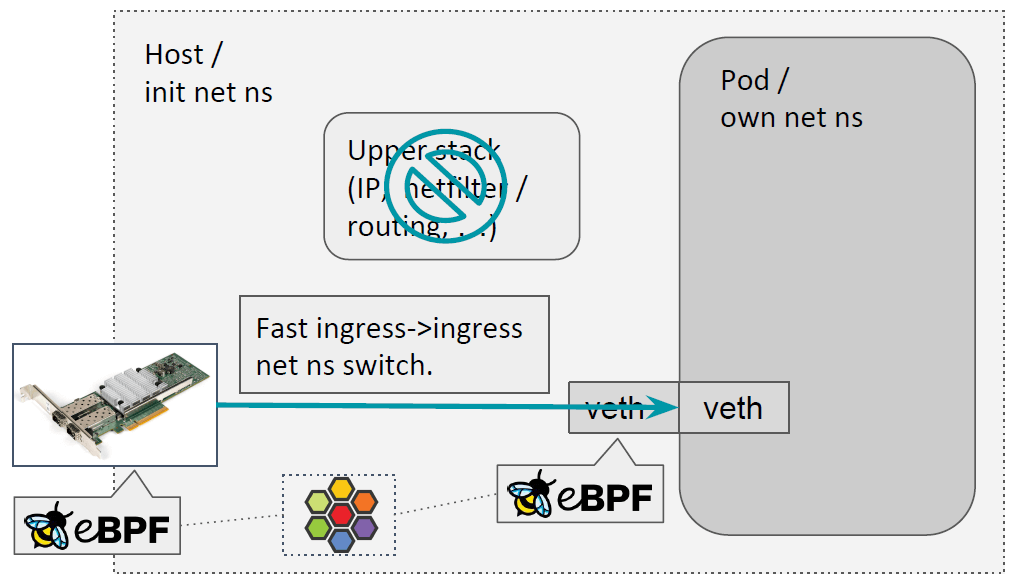 Host /
init net ns
Pod /
own net ns
Upper stack
(IP, netfilter /
routing, …)
Fast ingress->ingress
net ns switch.
veth
veth
eBPF
eBPF